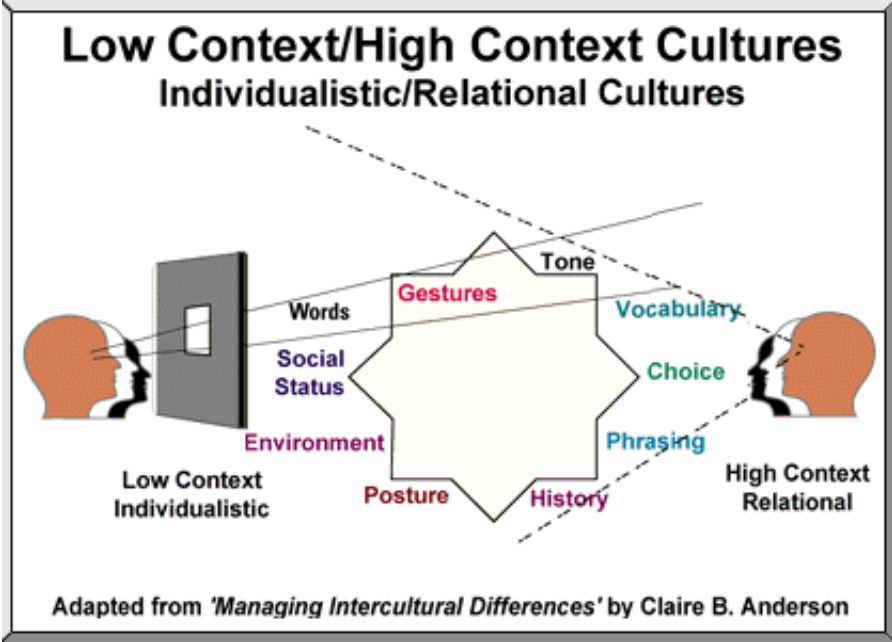 Low Context/High Context Cultures
Individualistic/Relational Cultures
Tone
Gestures
Words
Vocabulary
Social
Status
Choice
Environment
Phrasing
Low Context
Individualistic
Posture
History
High Context
Relational
Adapted from 'Managing Intercultural Differences' by Claire B. Anderson